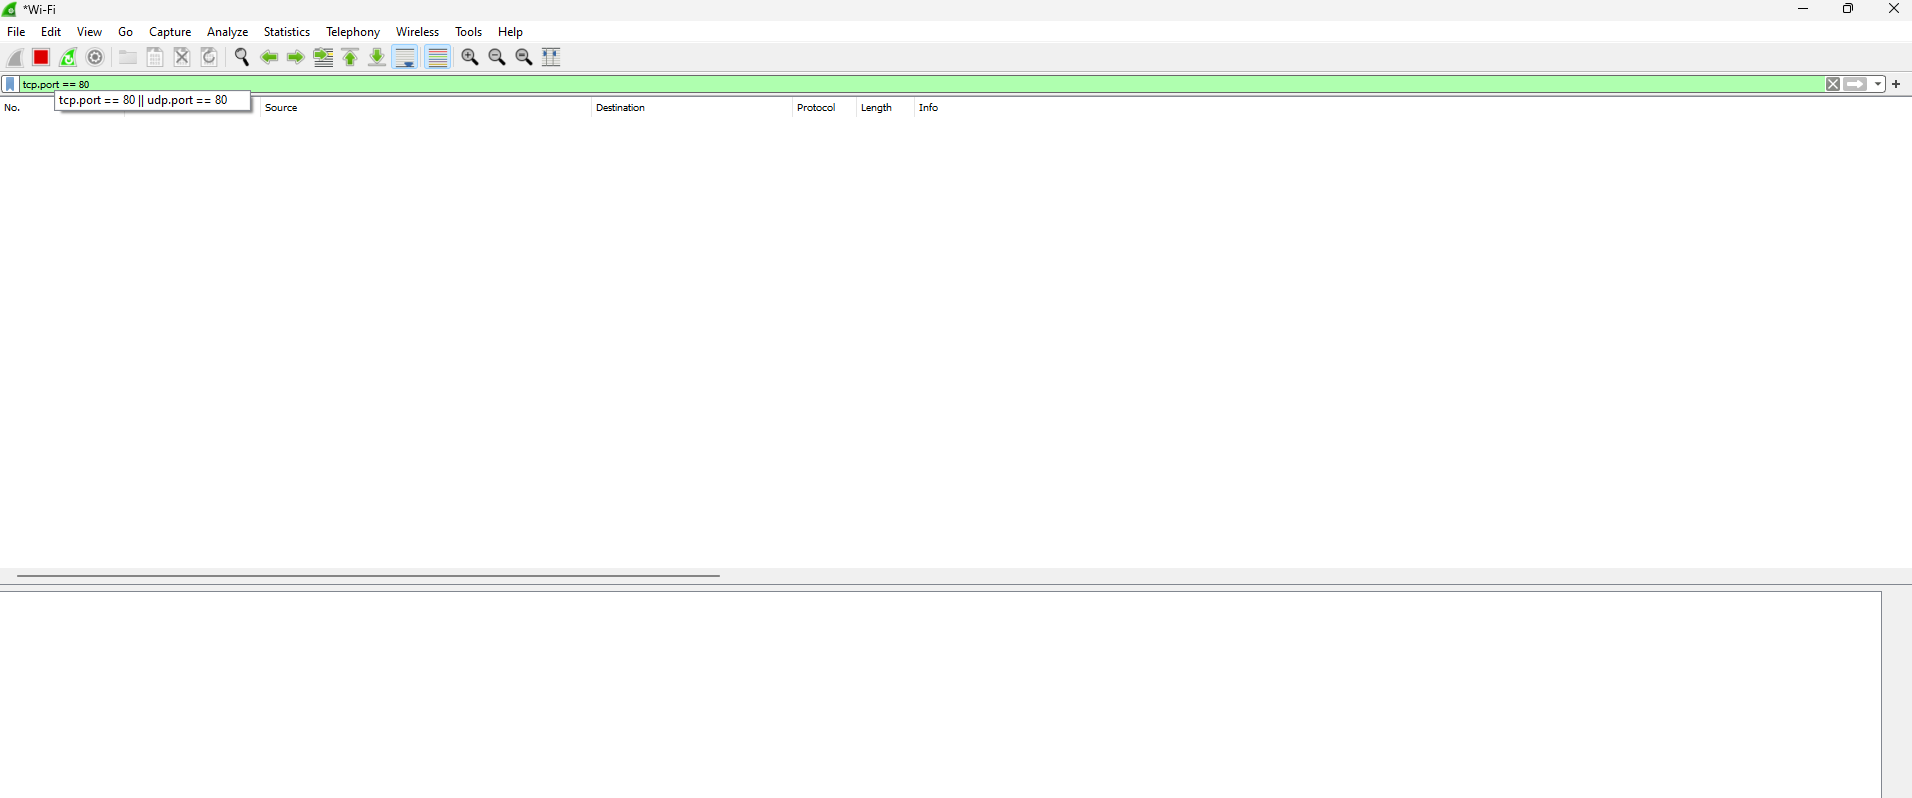 *Wi-Fi
File Edit View Go Capture Analyze Statistics Telephony Wireless Tools Help
tcp.port == 80
tcp.port == 80 || udp.port == 80
No. Source Destination Protocol Length Info